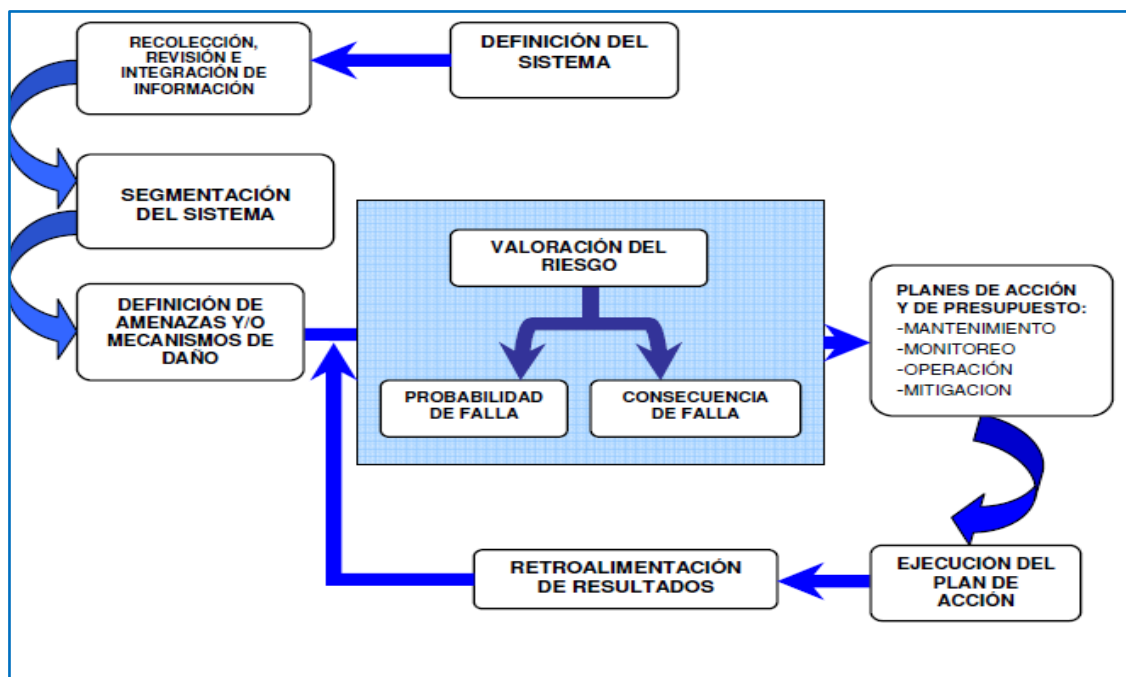 DEFINICIÓN DEL
SISTEMA
RECOLECCIÓN,
REVISIÓN E
INTEGRACIÓN DE
INFORMACIÓN
SEGMENTACIÓN
DEL SISTEMA
DEFINICIÓN DE
AMENAZAS Y/O
MECANISMOS DE
DAÑO
VALORACIÓN DEL
RIESGO
PROBABILIDAD
DE FALLA
CONSECUENCIA
DE FALLA
PLANES DE ACCIÓN
Y DE PRESUPUESTO:
-MANTENIMIENTO
-MONITOREO
-OPERACIÓN
-MITIGACION
EJECUCION DEL
PLAN DE
ACCIÓN
RETROALIMENTACIÓN
DE RESULTADOS